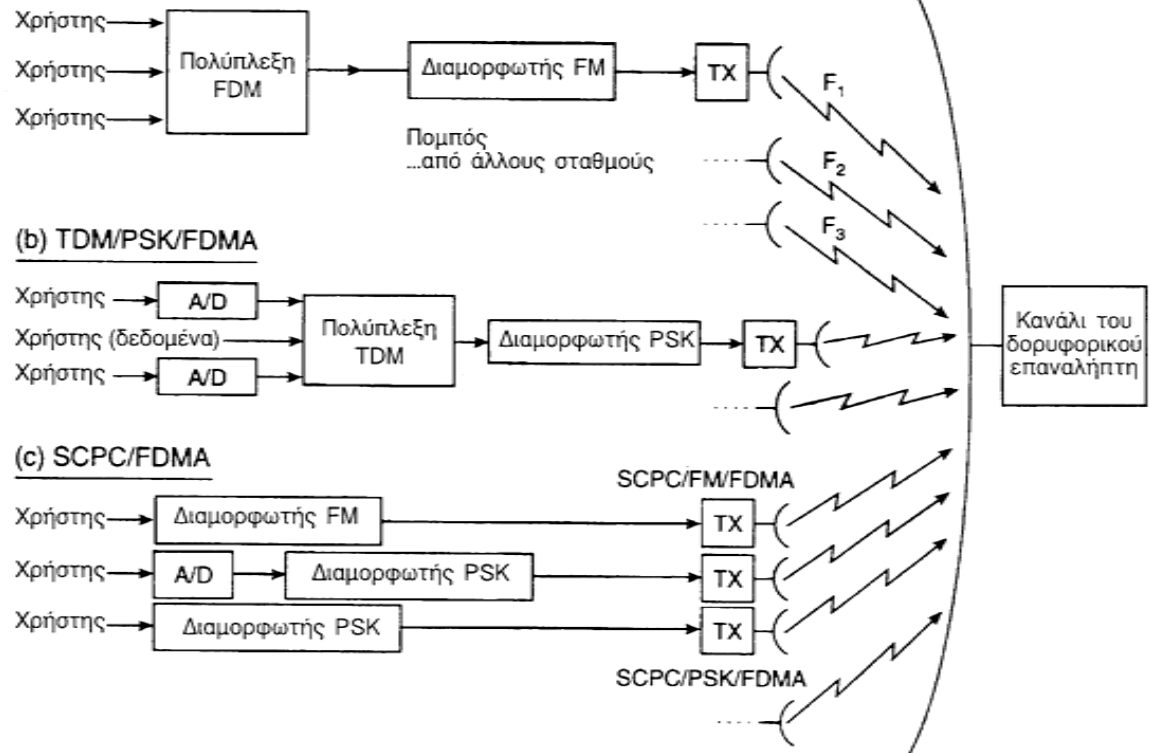 Χρήστης
Χρήστης
Χρήστης
Πολύπλεξη
FDM
Διαμορφωτής FM
TX
F₁
Πομπός
...από άλλους σταθμούς
F₂
F₃
(b) TDM/PSK/FDMA
Χρήστης
A/D
Χρήστης (δεδομένα)
Χρήστης
A/D
Πολύπλεξη
TDM
Διαμορφωτής PSK
TX
Κανάλι του
δορυφορικού
επαναλήπτη
(c) SCPC/FDMA
SCPC/FM/FDMA
Χρήστης
Διαμορφωτής FM
TX
Χρήστης
A/D
Διαμορφωτής PSK
TX
Χρήστης
Διαμορφωτής PSK
TX
SCPC/PSK/FDMA